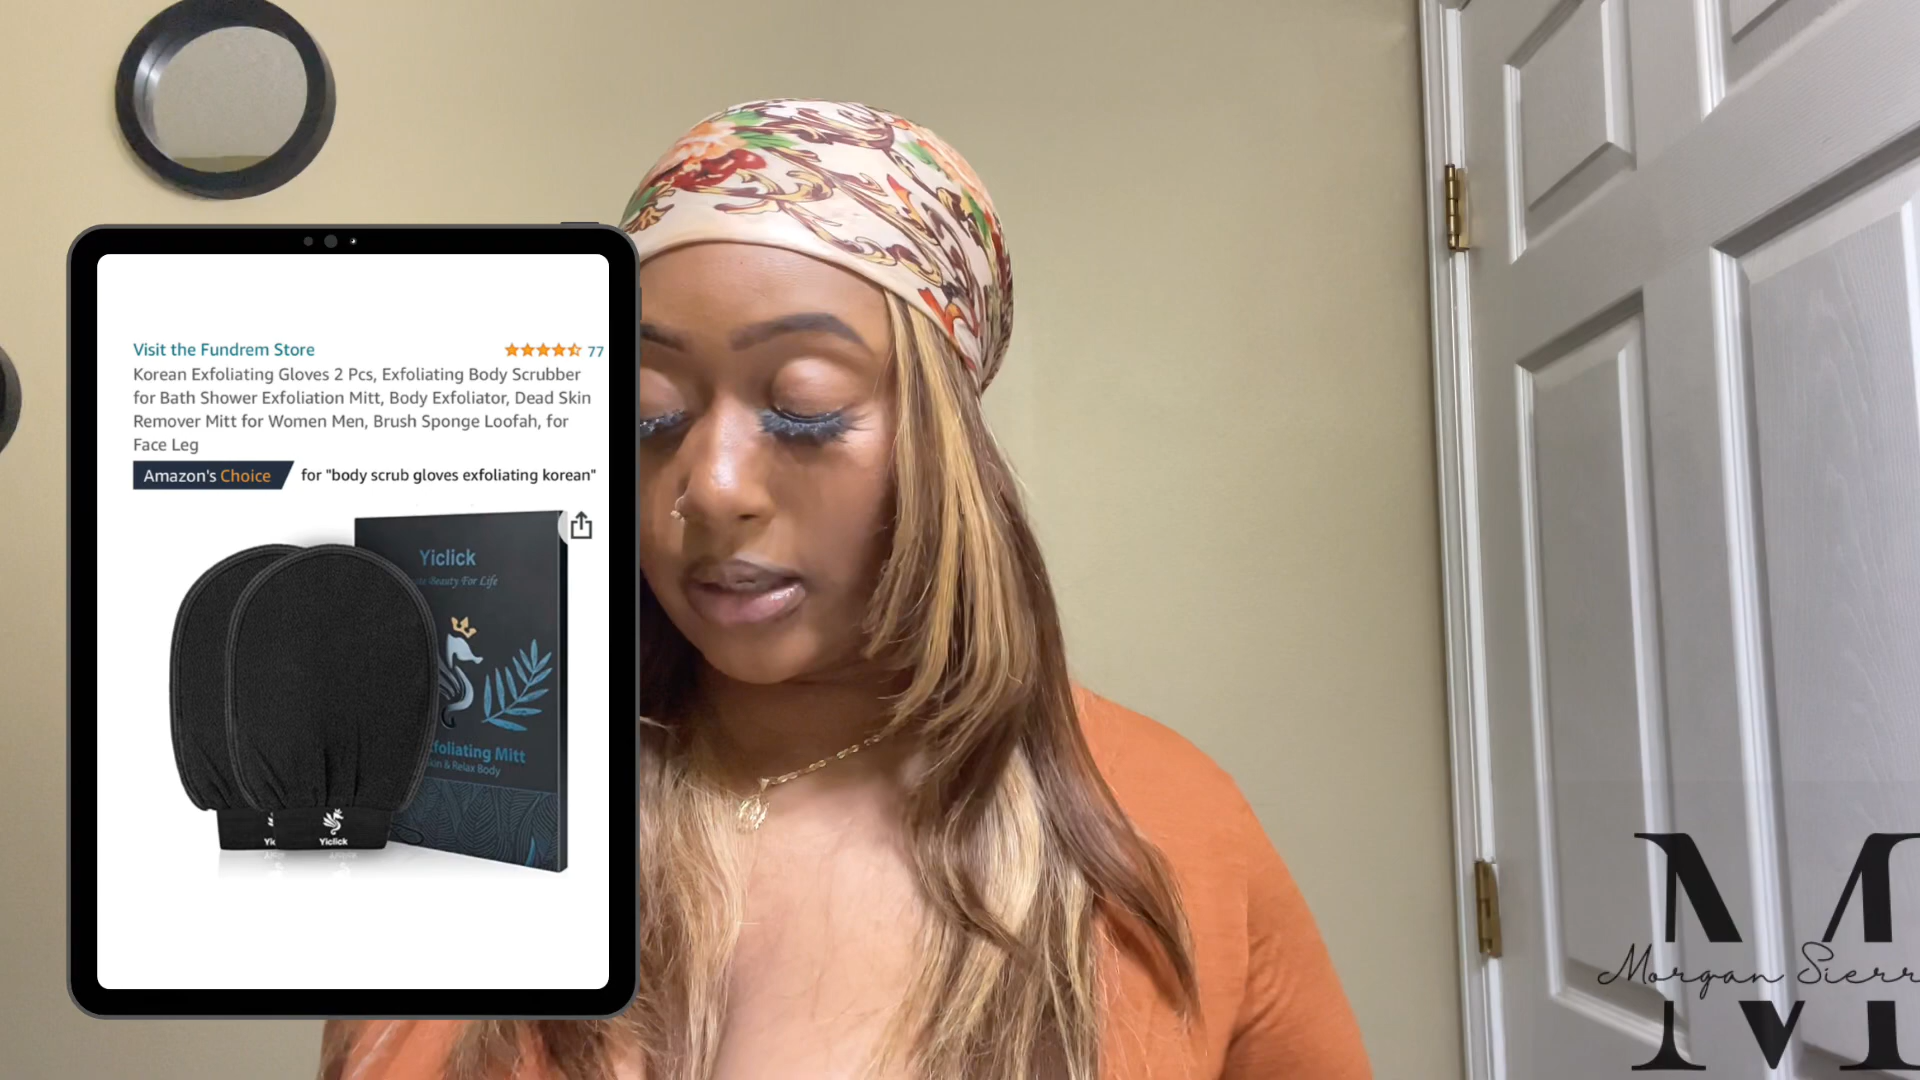 Visit the Fundrem Store
77
Korean Exfoliating Gloves 2 Pcs, Exfoliating Body Scrubber
for Bath Shower Exfoliation Mitt, Body Exfoliator, Dead Skin
Remover Mitt for Women Men, Brush Sponge Loofah, for
Face Leg
Amazon's Choice for "body scrub gloves exfoliating korean"
Yiclick
Beauty For Life
foliating Mitt
& Relax Body
Yiclick
M
Morgan Sierr